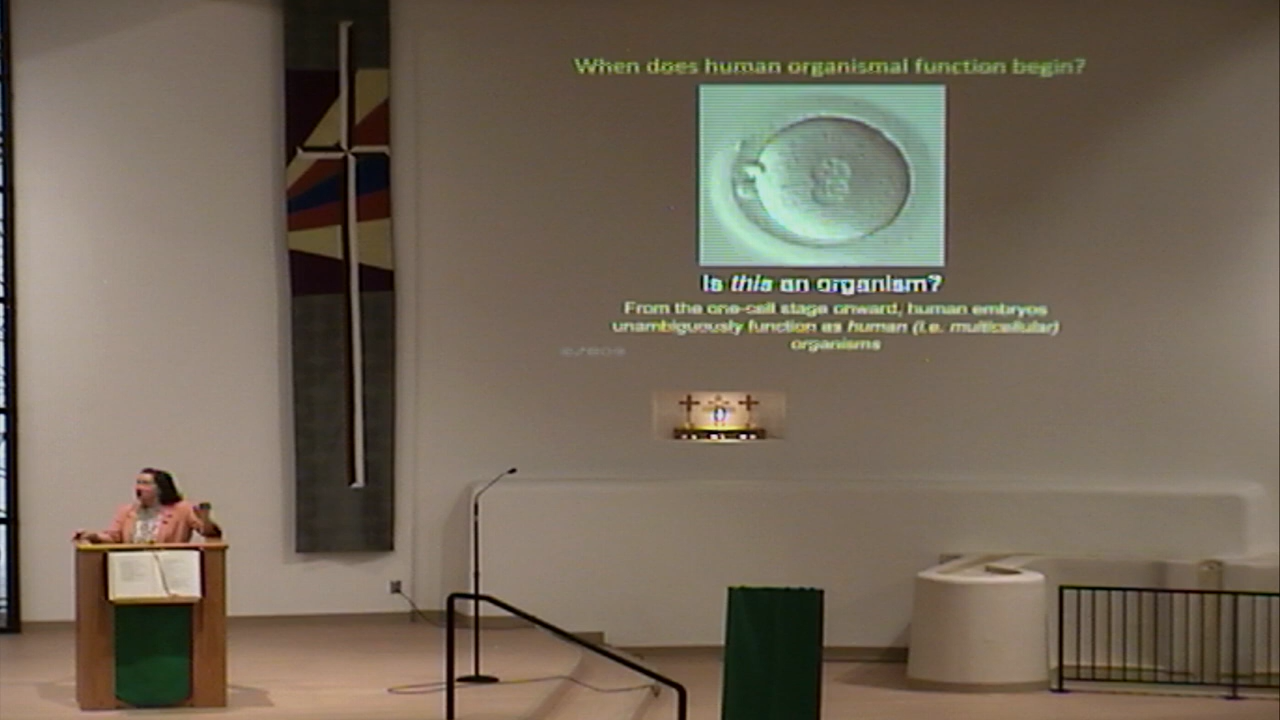 When does human organismal function begin?
Is this an organism?
From the one-cell stage onward, human embryos
unambiguously function as human (i.e. multicellular)
organisms